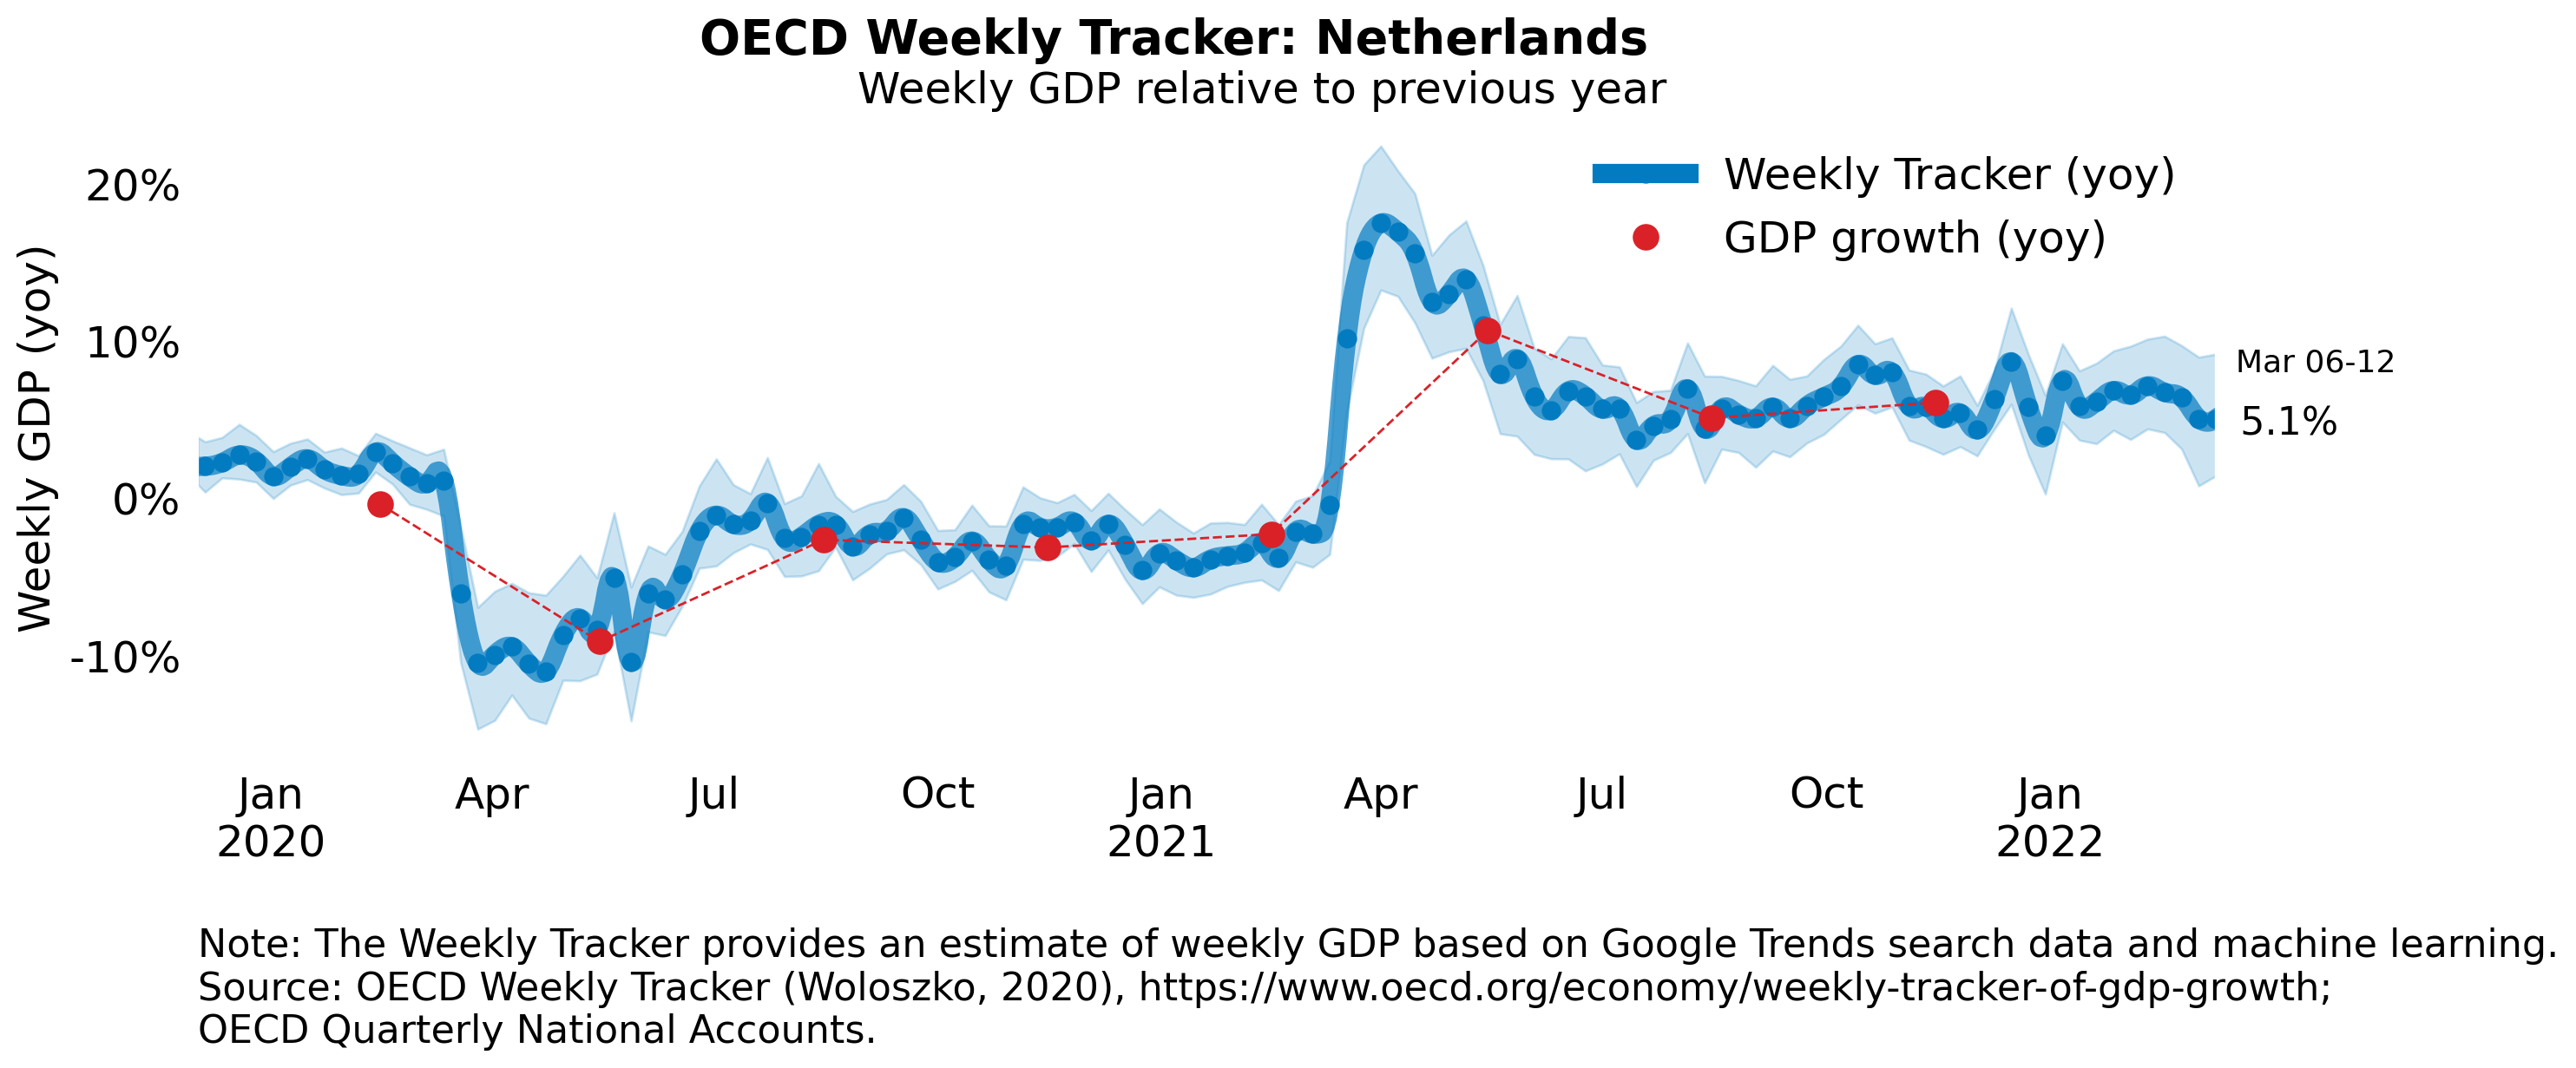 OECD Weekly Tracker: Netherlands
Weekly GDP relative to previous year
Weekly GDP (yoy)
20%
10%
0%
-10%
Weekly Tracker (yoy)
GDP growth (yoy)
Mar 06-12
5.1%
Jan
2020
Apr
Jul
Oct
Jan
2021
Apr
Jul
Oct
Jan
2022
Note: The Weekly Tracker provides an estimate of weekly GDP based on Google Trends search data and machine learning.
Source: OECD Weekly Tracker (Woloszko, 2020), https://www.oecd.org/economy/weekly-tracker-of-gdp-growth;
OECD Quarterly National Accounts.